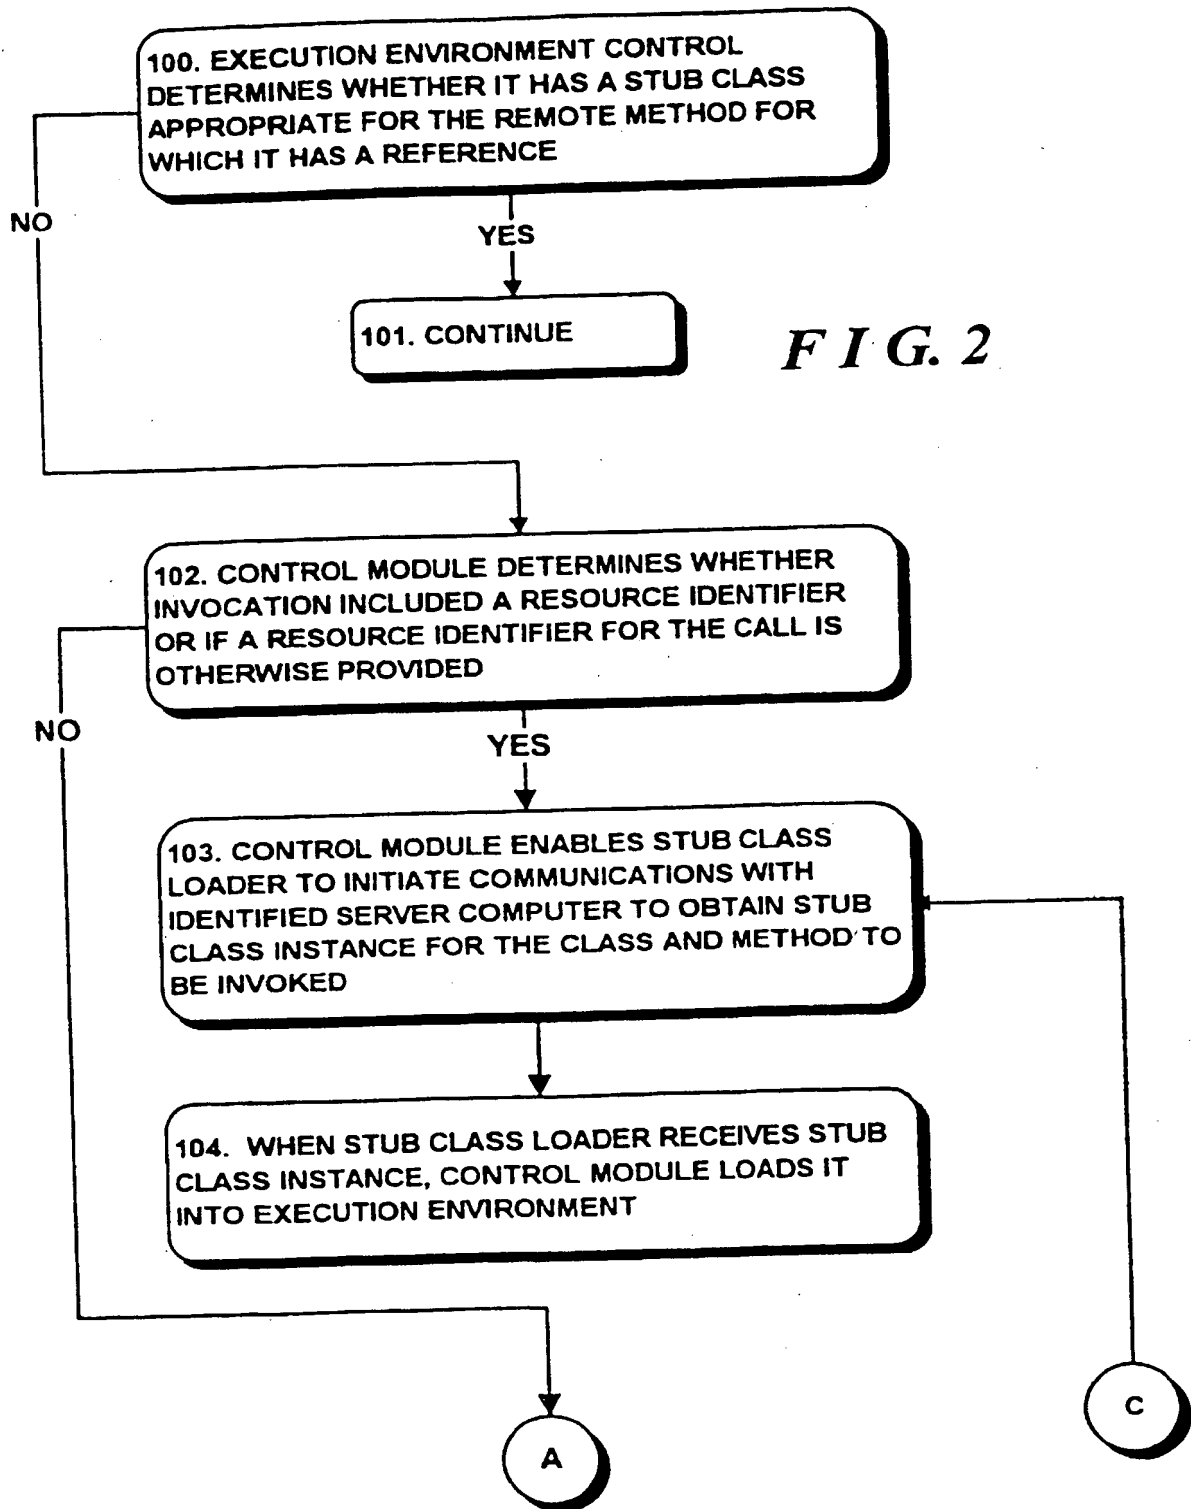 100. EXECUTION ENVIRONMENT CONTROL
DETERMINES WHETHER IT HAS A STUB CLASS
APPROPRIATE FOR THE REMOTE METHOD FOR
WHICH IT HAS A REFERENCE
NO
YES
101. CONTINUE
FIG. 2
102. CONTROL MODULE DETERMINES WHETHER
INVOCATION INCLUDED A RESOURCE IDENTIFIER
OR IF A RESOURCE IDENTIFIER FOR THE CALL IS
OTHERWISE PROVIDED
NO
YES
103. CONTROL MODULE ENABLES STUB CLASS
LOADER TO INITIATE COMMUNICATIONS WITH
IDENTIFIED SERVER COMPUTER TO OBTAIN STUB
CLASS INSTANCE FOR THE CLASS AND METHOD TO
BE INVOKED
104. WHEN STUB CLASS LOADER RECEIVES STUB
CLASS INSTANCE, CONTROL MODULE LOADS IT
INTO EXECUTION ENVIRONMENT
C
A